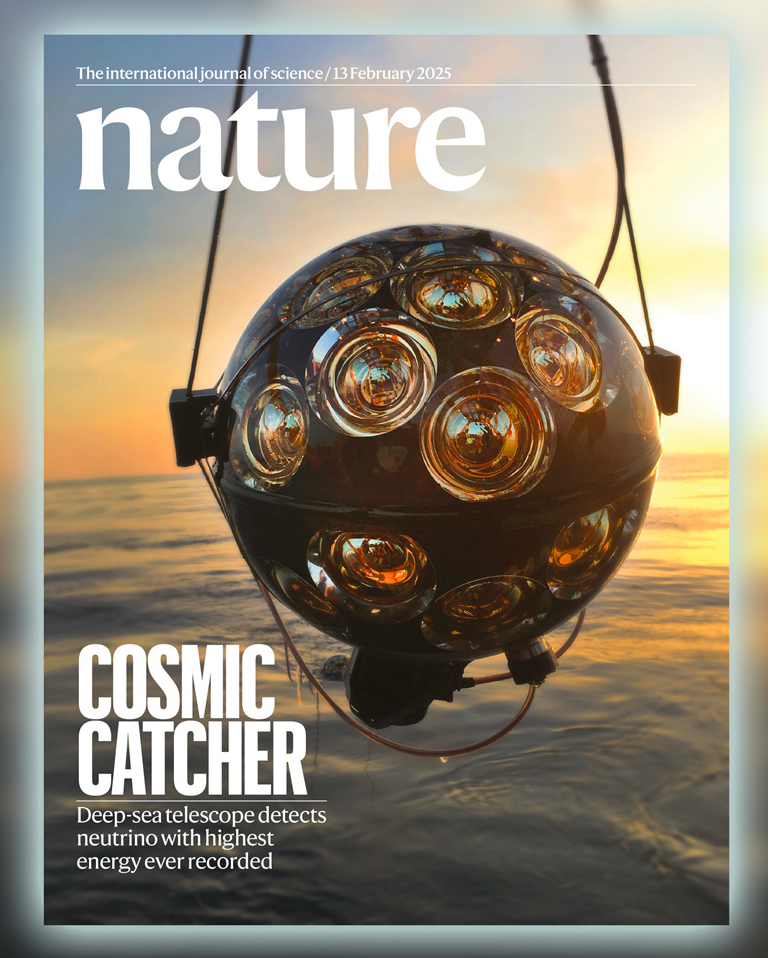 The international journal of science / 13 February 2025
nature
COSMIC
CATCHER
Deep-sea telescope detects
neutrino with highest
energy ever recorded